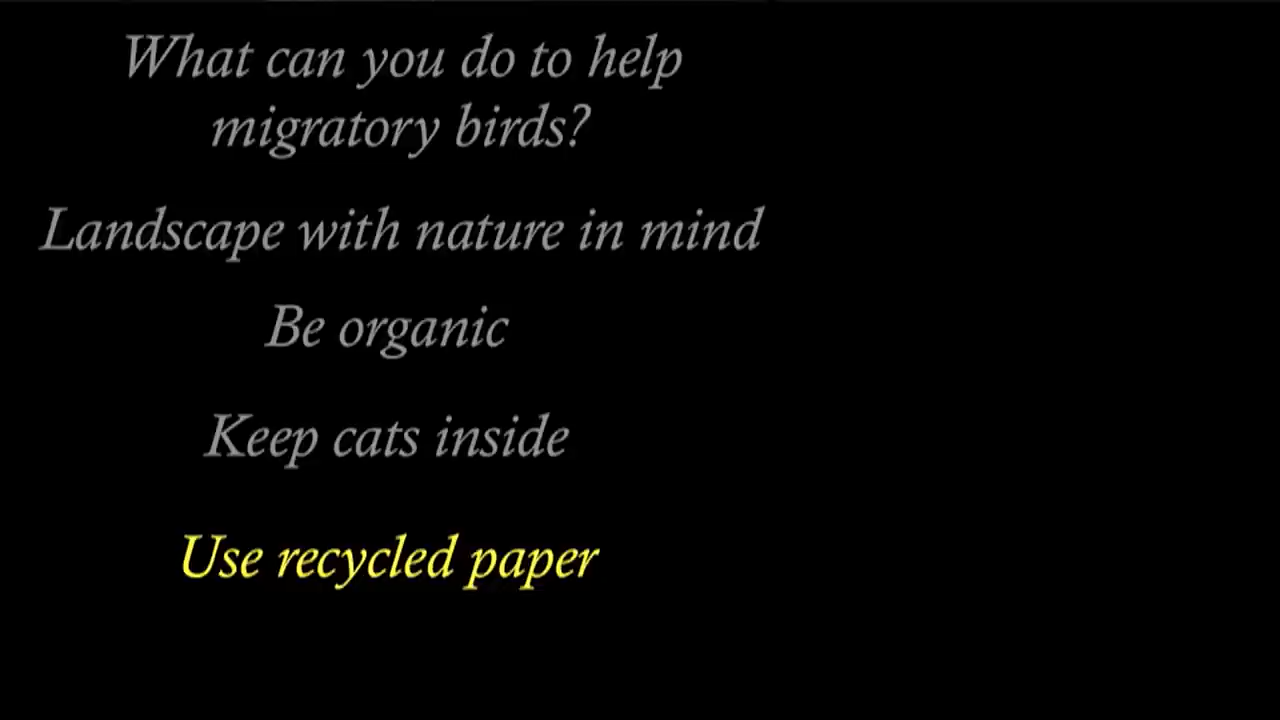 What can you do to help
migratory birds?
Landscape with nature in mind
Be organic
Keep cats inside
Use recycled paper